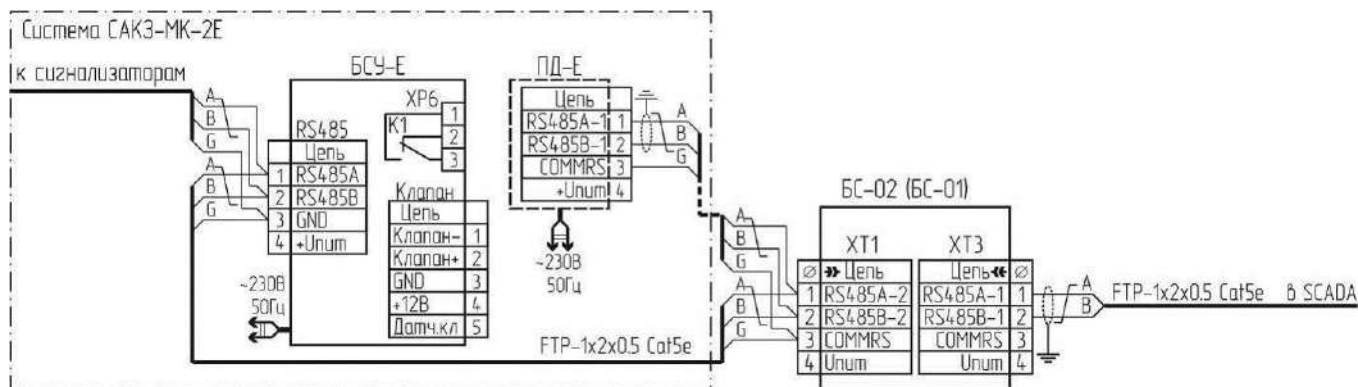 Система САКЗ-МК-2Е
к сигнализаторам
A
B
G
A
B
G
БСУ-Е
RS485
Цепь
1 RS485A
2 RS485B
3 GND
4 +Uпит
XP6
K1
1
2
3
Клапан
Цепь
Клапан- 1
Клапан+ 2
GND 3
+12В 4
Датч.кл 5
~230В
50Гц
ПД-Е
Цепь
RS485A-1 1
RS485B-1 2
COMMRS 3
+Uпит 4
A
B
G
~230В
50Гц
FTP-1x2x0.5 Cat5e
A
B
G
A
B
G
БС-02 (БС-01)
XT1
Цепь
1 RS485A-2
2 RS485B-2
3 COMMRS
4 Uпит
XT3
Цепь
RS485A-1 1
RS485B-1 2
COMMRS 3
Uпит 4
A
B
FTP-1x2x0.5 Cat5e в SCADA